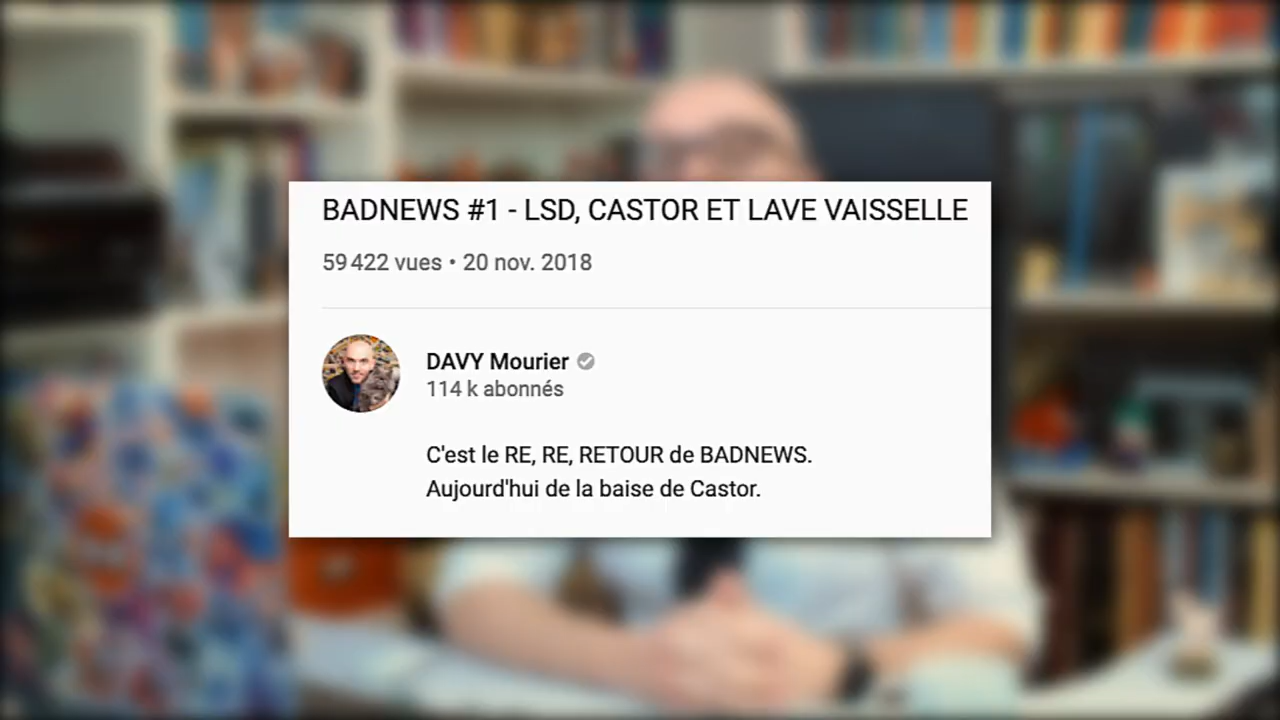 BADNEWS #1 - LSD, CASTOR ET LAVE VAISSELLE
59 422 vues • 20 nov. 2018
DAVY Mourier
114 k abonnés
C'est le RE, RE, RETOUR de BADNEWS.
Aujourd'hui de la baise de Castor.